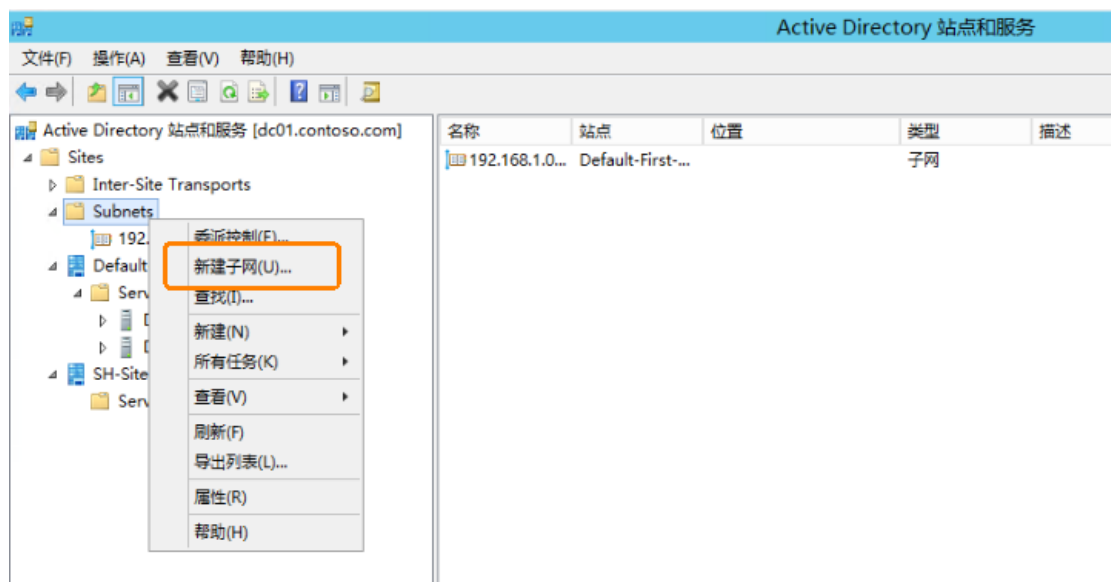 Active Directory 站点和服务
文件(F) 操作(A) 查看(V) 帮助(H)
Active Directory 站点和服务 [dc01.contoso.com]
Sites
Inter-Site Transports
Subnets
192.
Default
Serv
SH-Site
Serv
委派控制(E)...
新建子网(U)...
查找(I)...
新建(N)
所有任务(K)
查看(V)
刷新(F)
导出列表(L)...
属性(R)
帮助(H)
名称 站点 位置 类型 描述
192.168.1.0... Default-First-... 子网